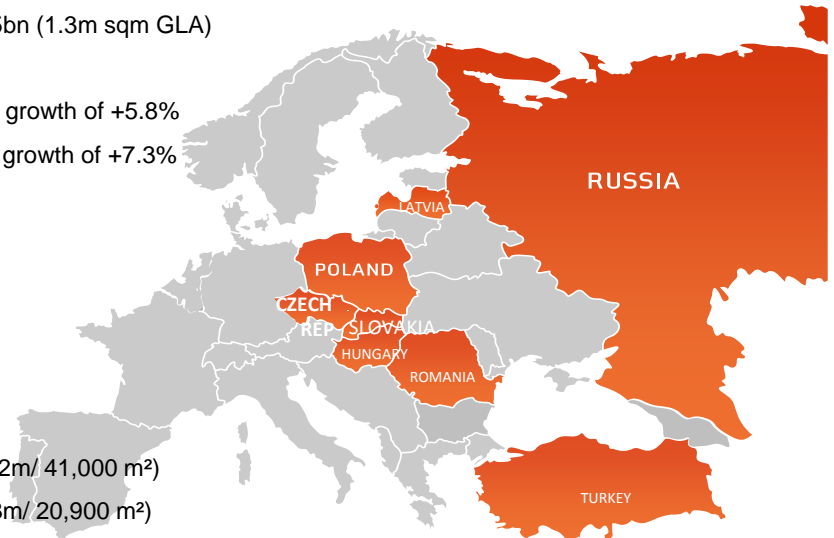 5bn (1.3m sqm GLA)
growth of +5.8%
growth of +7.3%
RUSSIA
LATVIA
POLAND
CZECH
REP
SLOVAKIA
HUNGARY
ROMANIA
2m/ 41,000 m²)
m/ 20,900 m²)
TURKEY